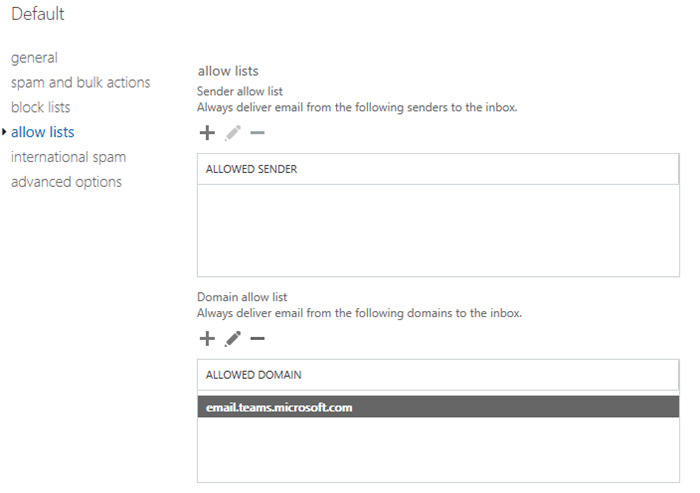 Default
general
spam and bulk actions
block lists
allow lists
international spam
advanced options
allow lists
Sender allow list
Always deliver email from the following senders to the inbox.
ALLOWED SENDER
Domain allow list
Always deliver email from the following domains to the inbox.
ALLOWED DOMAIN
email.teams.microsoft.com